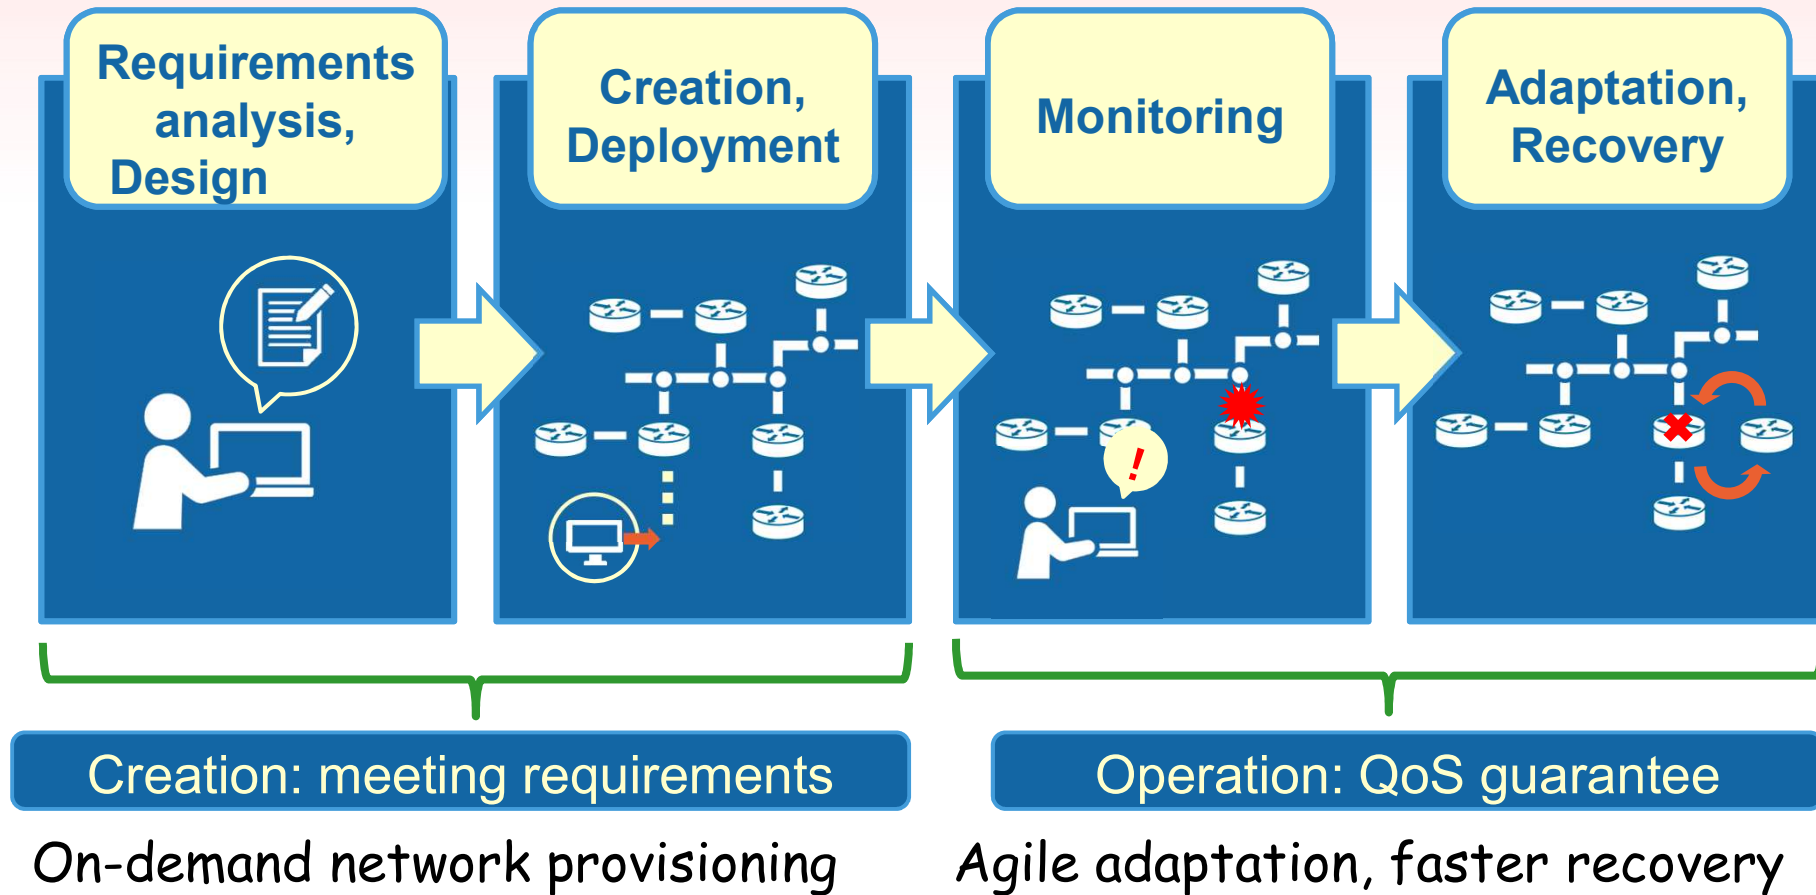 Requirements
analysis,
Design
Creation,
Deployment
Monitoring
Adaptation,
Recovery
!
Creation: meeting requirements
Operation: QoS guarantee
On-demand network provisioning
Agile adaptation, faster recovery